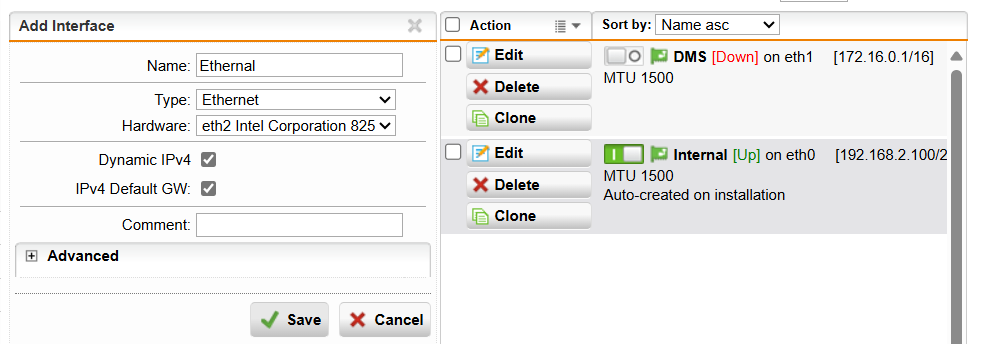 Add Interface
Name: Ethernal
Type: Ethernet
Hardware: eth2 Intel Corporation 825
Dynamic IPv4
IPv4 Default GW:
Comment:
Advanced
Save Cancel
Action Sort by: Name asc
Edit DMS [Down] on eth1 [172.16.0.1/16]
MTU 1500
Delete
Clone
Edit Internal [Up] on eth0 [192.168.2.100/2
MTU 1500
Delete
Auto-created on installation
Clone